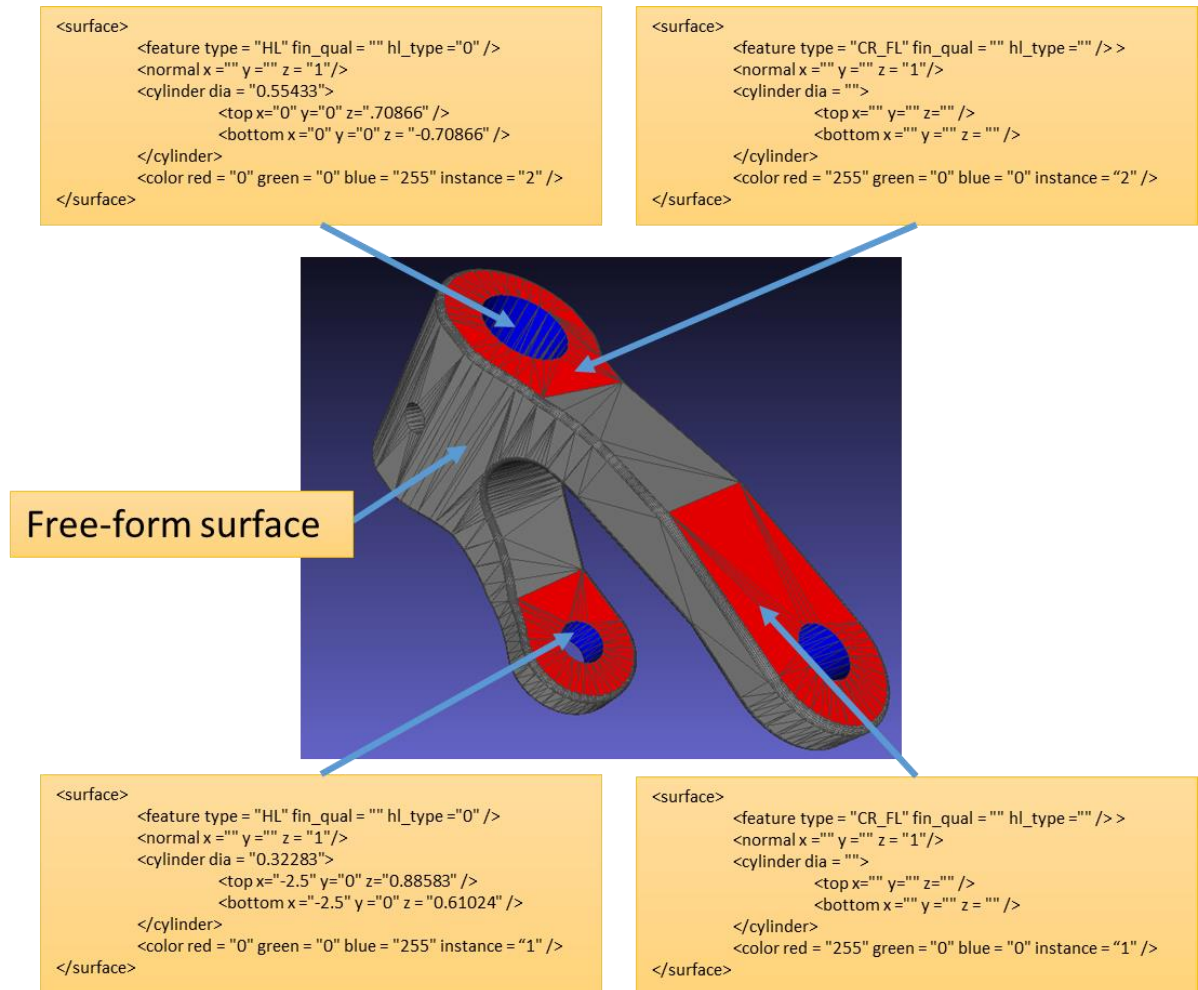 <surface>
<feature type = "HL" fin_qual = "" hl_type ="0" />
<normal x ="" y ="" z = "1"/>
<cylinder dia = "0.55433">
<top x="0" y="0" z=".70866" />
<bottom x ="0" y ="0" z = "-0.70866" />
</cylinder>
<color red = "0" green = "0" blue = "255" instance = "2" />
</surface>
<surface>
<feature type = "CR_FL" fin_qual = "" hl_type ="" /> >
<normal x ="" y ="" z = "1"/>
<cylinder dia = "">
<top x="" y="" z="" />
<bottom x ="" y ="" z = "" />
</cylinder>
<color red = "255" green = "0" blue = "0" instance = “2" />
</surface>
Free-form surface
<surface>
<feature type = "HL" fin_qual = "" hl_type ="0" />
<normal x ="" y ="" z = "1"/>
<cylinder dia = "0.32283">
<top x="-2.5" y="0" z="0.88583" />
<bottom x ="-2.5" y ="0" z = "0.61024" />
</cylinder>
<color red = "0" green = "0" blue = "255" instance = “1" />
</surface>
<surface>
<feature type = "CR_FL" fin_qual = "" hl_type ="" /> >
<normal x ="" y ="" z = "1"/>
<cylinder dia = "">
<top x="" y="" z="" />
<bottom x ="" y ="" z = "" />
</cylinder>
<color red = "255" green = "0" blue = "0" instance = “1" />
</surface>